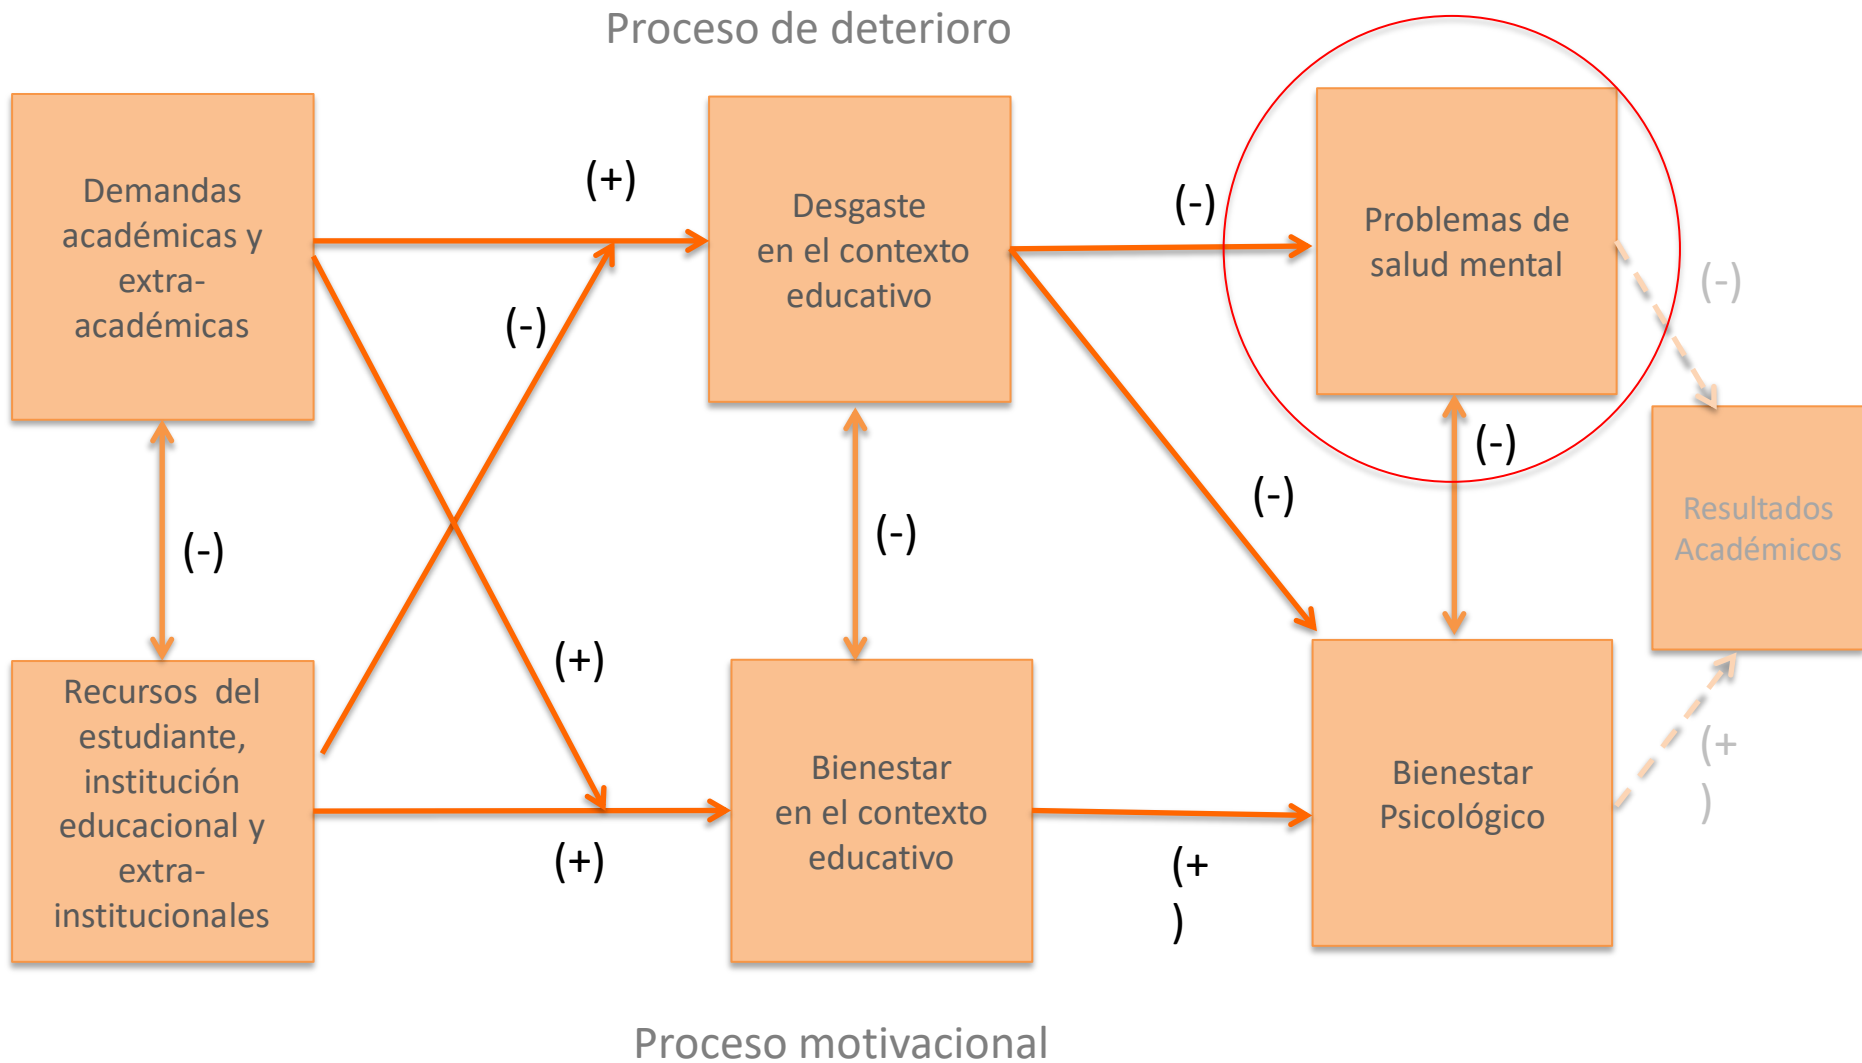 Proceso de deterioro
Demandas
académicas y
extra-
académicas
(+)
Desgaste
en el contexto
educativo
(-)
Problemas de
salud mental
(-)
(-)
(-)
(-)
(-)
(-)
Resultados
Académicos
Recursos del
estudiante,
institución
educacional y
extra-
institucionales
(+)
(+)
Bienestar
en el contexto
educativo
(+
)
Bienestar
Psicológico
(+
)
Proceso motivacional